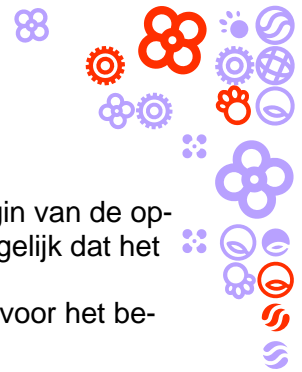 gin van de op-
gelijk dat het
voor het be-